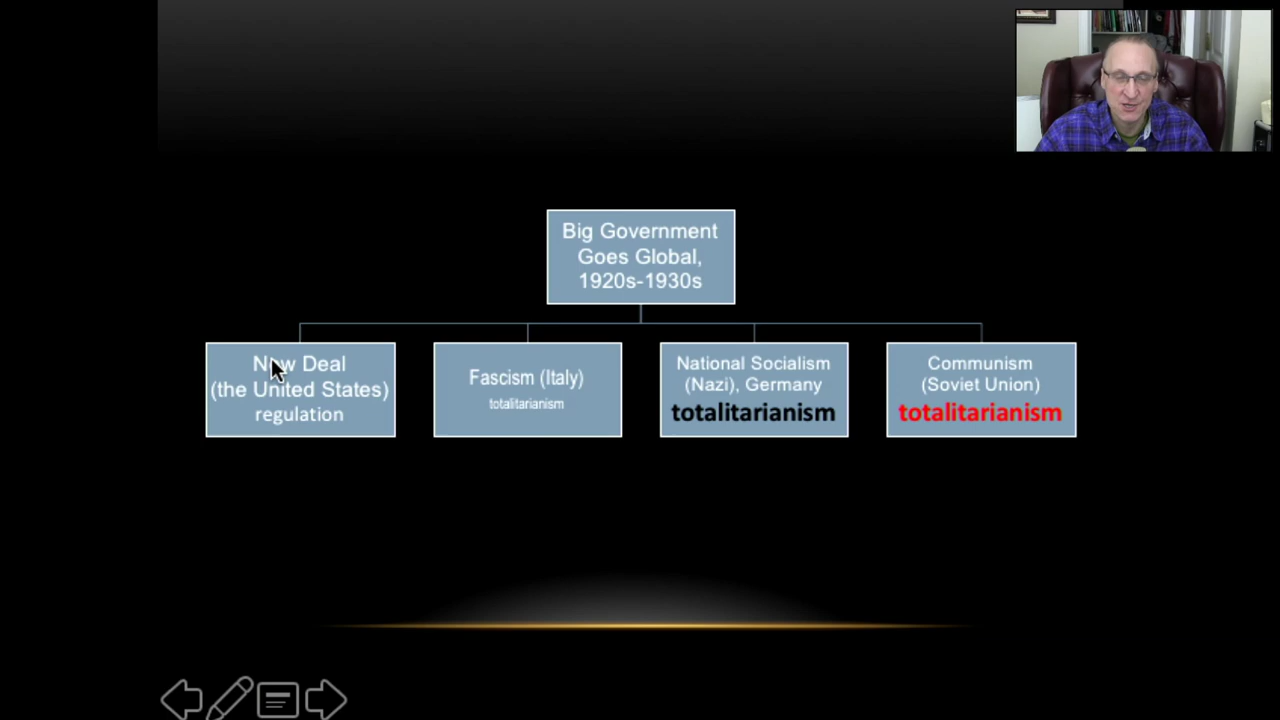 Big Government
Goes Global,
1920s-1930s
New Deal
(the United States)
regulation
Fascism (Italy)
totalitarianism
National Socialism
(Nazi), Germany
totalitarianism
Communism
(Soviet Union)
totalitarianism